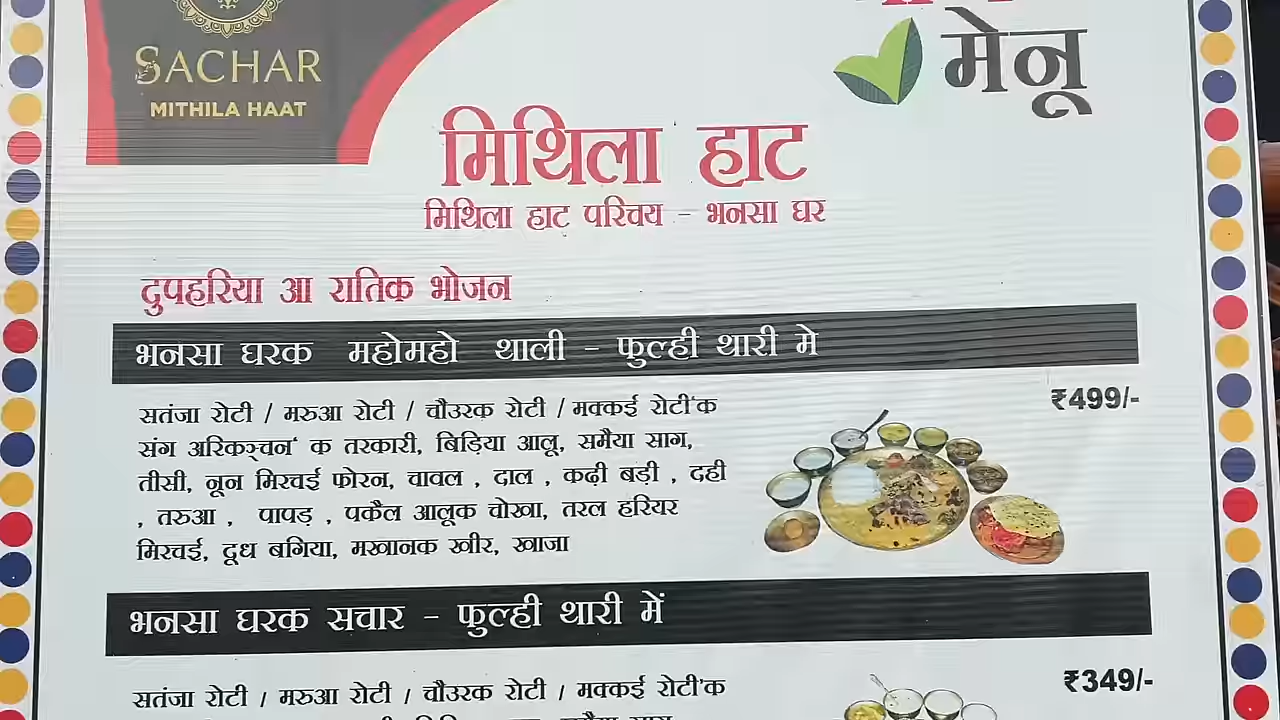 SACHAR
MITHILA HAAT
मेनू
मिथिला हाट
मिथिला हाट परिचय - भनसा घर
दुपहरिया आ रातिक भोजन
भनसा घरक महोमहो थाली - फुल्ही थारी मे
₹499/-
सतंजा रोटी / मरुआ रोटी / चौउरक रोटी / मक्कई रोटी'क
संग अरिकञ्चन' क तरकारी, बिड़िया आलू, समैया साग,
तीसी, नून मिरचई फोरन, चावल , दाल , कढ़ी बड़ी , दही
, तरुआ , पापड़ , पकैल आलूक चोखा, तरल हरियर
मिरचई, दूध बगिया, मखानक खीर, खाजा
भनसा घरक सचार - फुल्ही थारी में
₹349/-
सतंजा रोटी / मरुआ रोटी / चौउरक रोटी / मक्कई रोटी'क